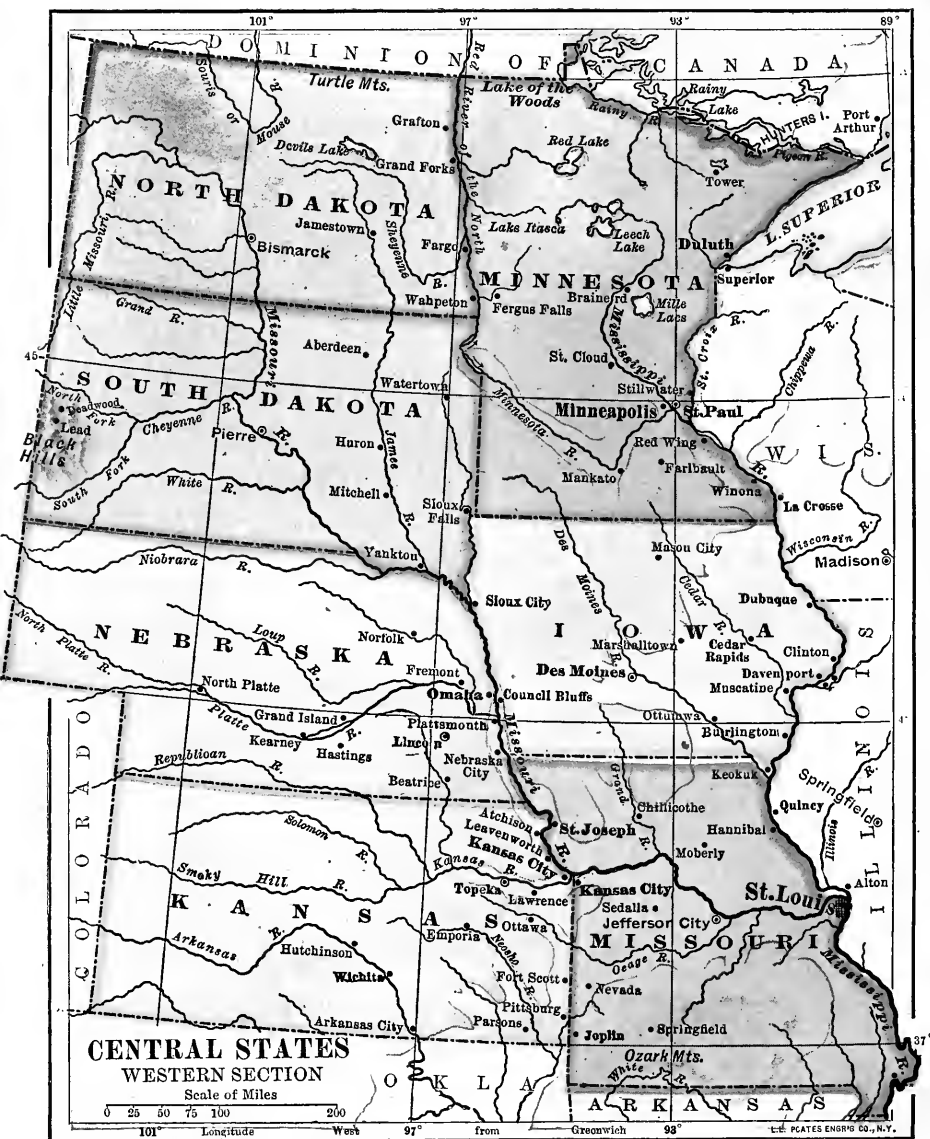 101° 97° 93° 89°
DOMINION OF CANADA
Souris or Mouse R.
Turtle Mts.
Red River of the North
Lake of the Woods
Rainy R.
Rainy Lake
HUNTERS I.
Port Arthur
Pigeon R.
Grafton
Devils Lake
Grand Forks
Red Lake
Tower
L. SUPERIOR
NORTH DAKOTA
Missouri R.
Little
Jamestown
Sheyenne R.
Bismarck
Fargo
Lake Itasca
Leech Lake
Duluth
Superior
MINNESOTA
Wahpeton
Fergus Falls
Brainerd
Mille Lacs
Mississippi
Grand R.
Missouri R.
Aberdeen
St. Cloud
St. Croix R.
Chippewa R.
45
SOUTH DAKOTA
Watertown
Stillwater
Minneapolis
St. Paul
North Fork
Deadwood
Lead
Black Hills
Cheyenne R.
Pierre
Minnesota R.
Red Wing
WIS.
Huron
James R.
Mankato
Faribault
Winona
R.
South Fork
White R.
Mitchell
Sioux Falls
La Crosse
Wisconsin R.
Madison
Yankton
Niobrara R.
Des Moines R.
Mason City
Cedar R.
Dubuque
Sioux City
IOWA
North Platte R.
NEBRASKA
Loup R.
Norfolk
Marshalltown
Cedar Rapids
Clinton
Des Moines
Davenport
Muscatine
Fremont
Omaha
Council Bluffs
North Platte
Platte R.
Grand Island
Plattsmouth
Missouri R.
Ottumwa
Burlington
4°
Kearney
Hastings
Lincoln
Nebraska City
Republican R.
Beatrice
Keokuk
ILLINOIS
COLORADO
Grand R.
Chillicothe
Springfield
Illinois R.
Quincy
Solomon R.
Atchison
Leavenworth
Kansas City
St. Joseph
Hannibal
Moberly
Smoky Hill R.
Kansas R.
Topeka
Lawrence
Kansas City
St. Louis
Alton
KANSAS
Sedalia
Jefferson City
Ottawa
Emporia
Arkansas R.
Hutchinson
Neosho R.
MISSOURI
Osage R.
Mississippi R.
Wichita
Fort Scott
Nevada
Pittsburg
Parsons
Arkansas City
Joplin
Springfield
37°
Ozark Mts.
White R.
CENTRAL STATES
WESTERN SECTION
Scale of Miles
0 25 50 75 100 200
OKLA
ARKANSAS
101° Longitude West 97° from Greenwich 93°
L.L. POATES ENGR'G CO., N.Y.